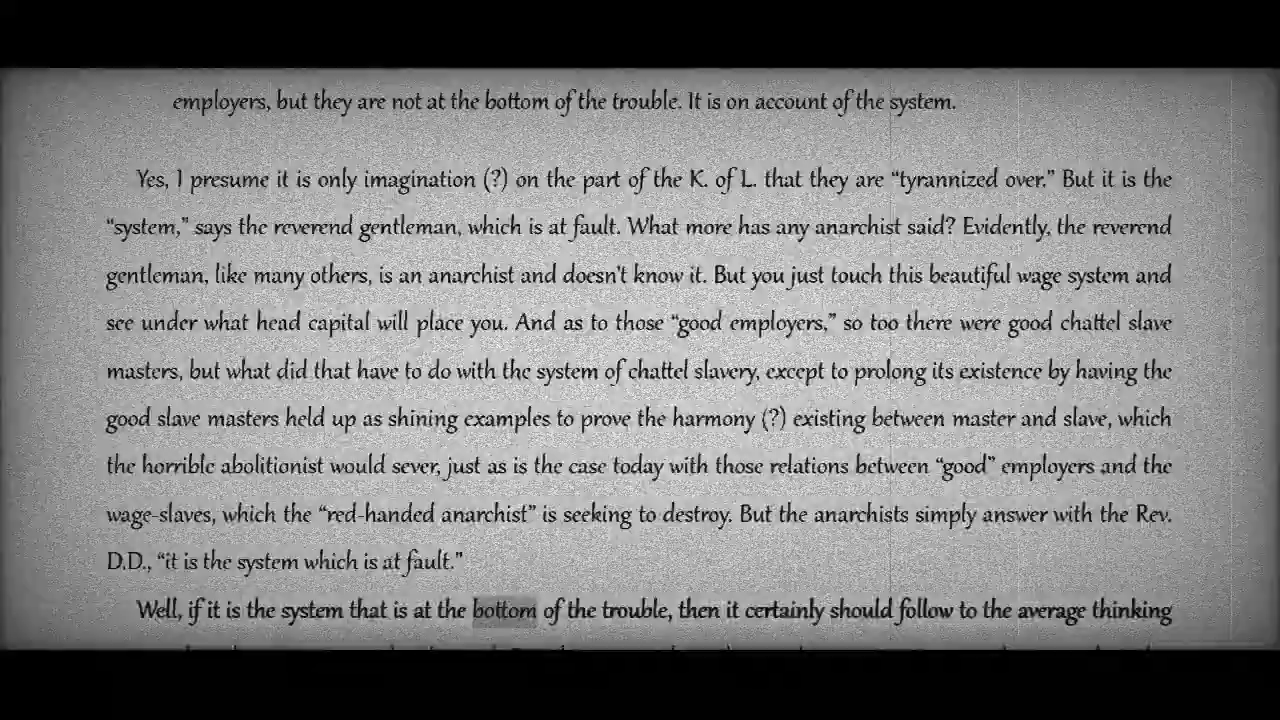 employers, but they are not at the bottom of the trouble. It is on account of the system.
Yes, I presume it is only imagination (?) on the part of the K. of L. that they are “tyrannized over.” But it is the
“system,” says the reverend gentleman, which is at fault. What more has any anarchist said? Evidently, the reverend
gentleman, like many others, is an anarchist and doesn’t know it. But you just touch this beautiful wage system and
see under what head capital will place you. And as to those “good employers,” so too there were good chattel slave
masters, but what did that have to do with the system of chattel slavery, except to prolong its existence by having the
good slave masters held up as shining examples to prove the harmony (?) existing between master and slave, which
the horrible abolitionist would sever, just as is the case today with those relations between “good” employers and the
wage-slaves, which the “red-handed anarchist” is seeking to destroy. But the anarchists simply answer with the Rev.
D.D., “it is the system which is at fault.”
Well, if it is the system that is at the bottom of the trouble, then it certainly should follow to the average thinking